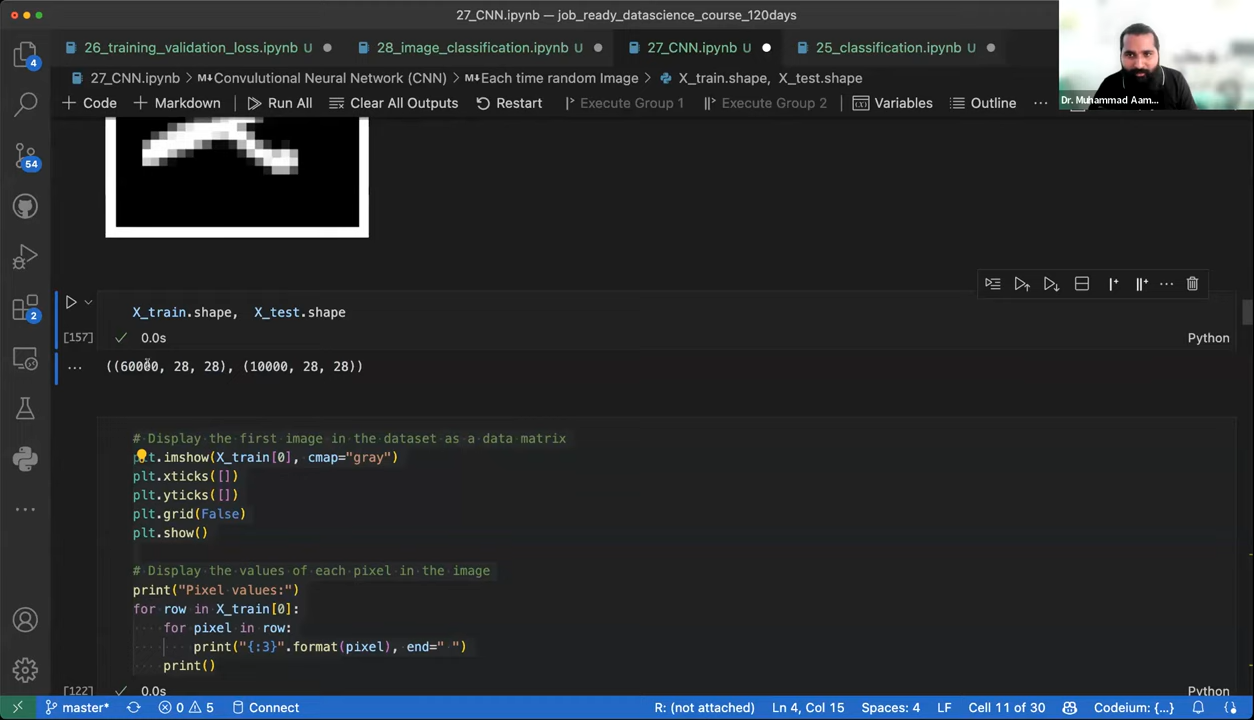 27_CNN.ipynb — job_ready_datascience_course_120days
26_training_validation_loss.ipynb U 28_image_classification.ipynb U 27_CNN.ipynb U 25_classification.ipynb U
27_CNN.ipynb > Convulutional Neural Network (CNN) > Each time random Image > X_train.shape, X_test.shape
Code Markdown Run All Clear All Outputs Restart Execute Group 1 Execute Group 2 Variables Outline ...
Dr. Muhammad Aam...
4
54
2
X_train.shape, X_test.shape
[157] 0.0s Python
... ((60000, 28, 28), (10000, 28, 28))
# Display the first image in the dataset as a data matrix
plt.imshow(X_train[0], cmap="gray")
plt.xticks([])
plt.yticks([])
plt.grid(False)
plt.show()
# Display the values of each pixel in the image
print("Pixel values:")
for row in X_train[0]:
for pixel in row:
print("{:3}".format(pixel), end=" ")
print()
[122] 0.0s Python
master* 0 5 Connect R: (not attached) Ln 4, Col 15 Spaces: 4 LF Cell 11 of 30 Codeium: {...}